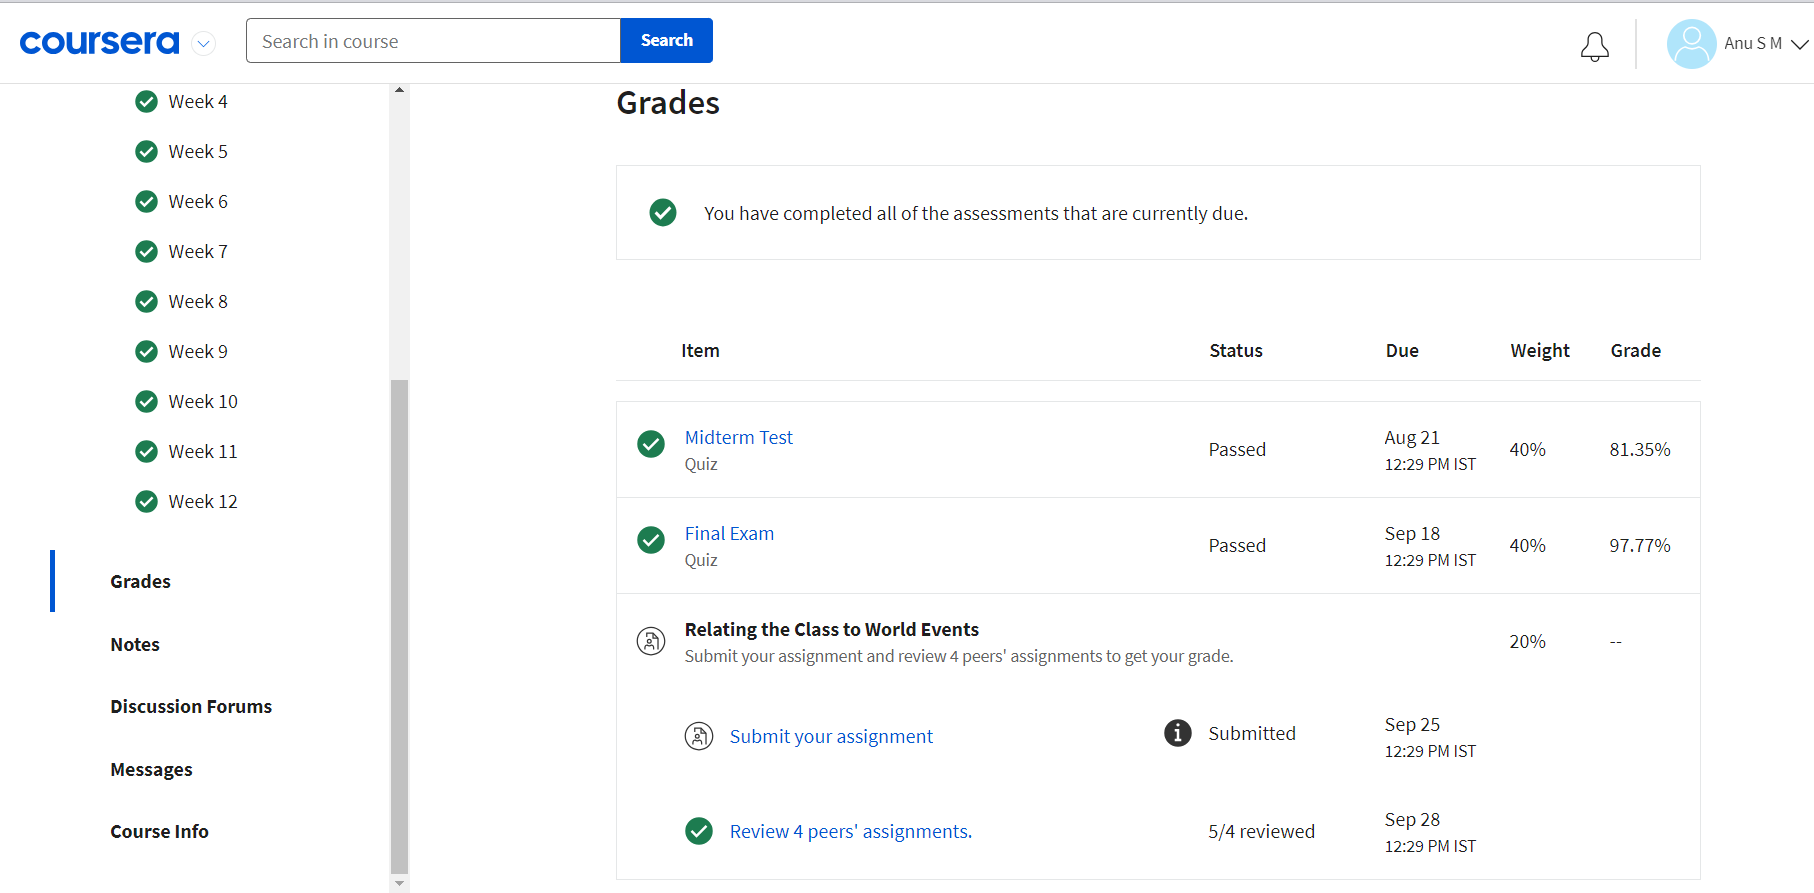 coursera
Search in course
Search
Anu S M
Week 4
Week 5
Week 6
Week 7
Week 8
Week 9
Week 10
Week 11
Week 12
Grades
Notes
Discussion Forums
Messages
Course Info
Grades
You have completed all of the assessments that are currently due.
Item Status Due Weight Grade
Midterm Test
Quiz
Passed
Aug 21
12:29 PM IST
40%
81.35%
Final Exam
Quiz
Passed
Sep 18
12:29 PM IST
40%
97.77%
Relating the Class to World Events
Submit your assignment and review 4 peers' assignments to get your grade.
20%
--
Submit your assignment
Submitted
Sep 25
12:29 PM IST
Review 4 peers' assignments.
5/4 reviewed
Sep 28
12:29 PM IST